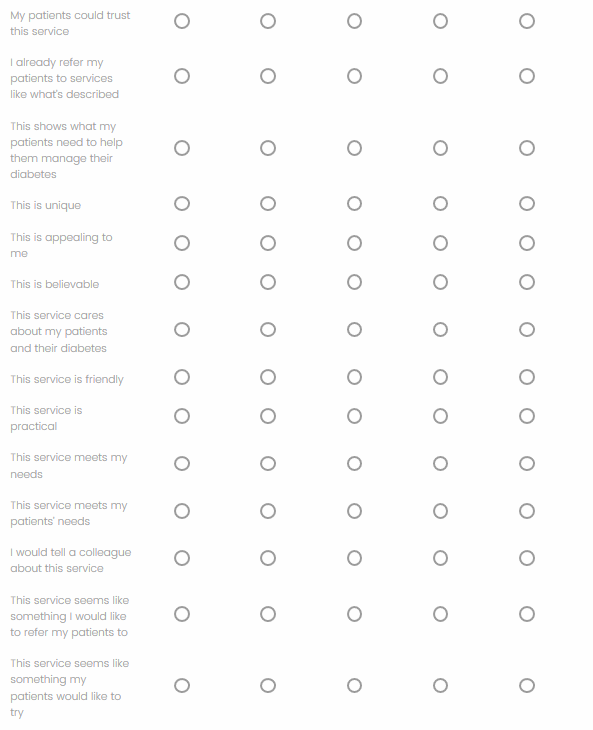 My patients could trust
this service
I already refer my
patients to services
like what's described
This shows what my
patients need to help
them manage their
diabetes
This is unique
This is appealing to
me
This is believable
This service cares
about my patients
and their diabetes
This service is friendly
This service is
practical
This service meets my
needs
This service meets my
patients' needs
I would tell a colleague
about this service
This service seems like
something I would like
to refer my patients to
This service seems like
something my
patients would like to
try